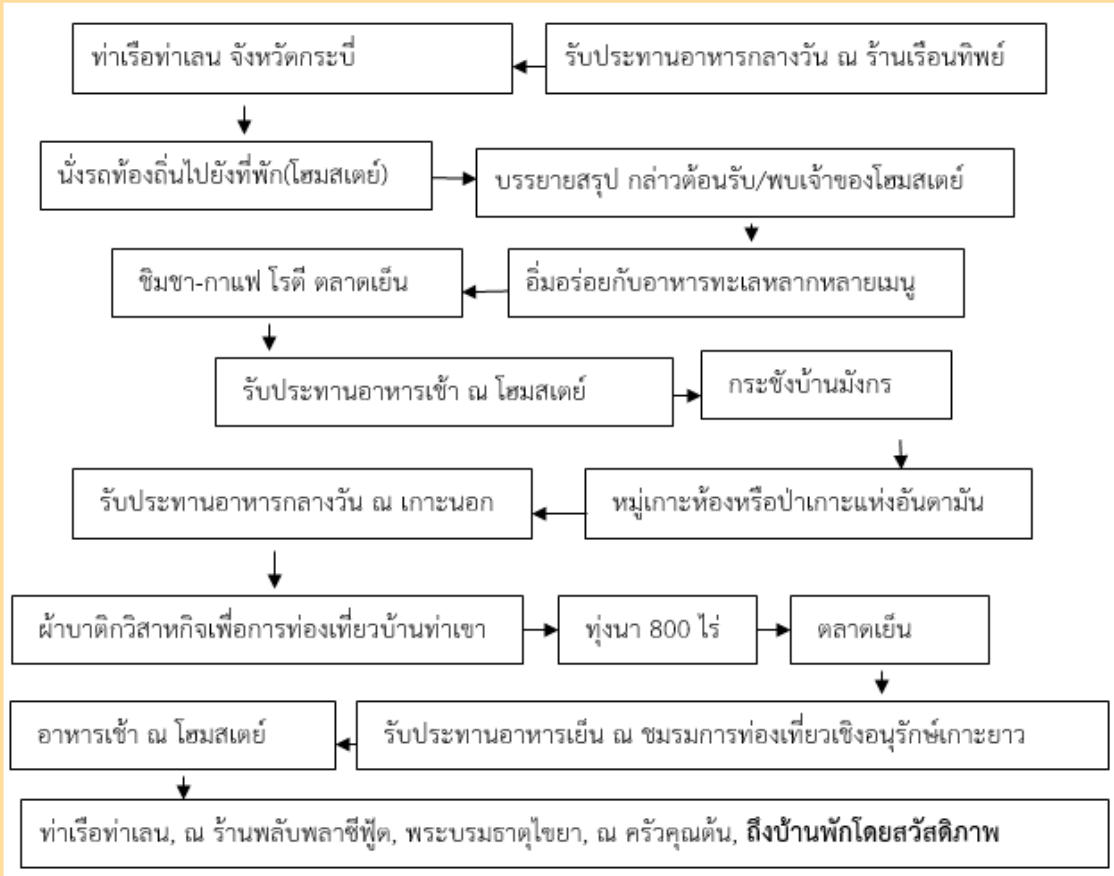 ท่าเรือท่าเลน จังหวัดกระบี่
รับประทานอาหารกลางวัน ณ ร้านเรือนทิพย์
นั่งรถท้องถิ่นไปยังที่พัก(โฮมสเตย์)
บรรยายสรุป กล่าวต้อนรับ/พบเจ้าของโฮมสเตย์
ชิมชา-กาแฟ โรตี ตลาดเย็น
อิ่มอร่อยกับอาหารทะเลหลากหลายเมนู
รับประทานอาหารเช้า ณ โฮมสเตย์
กระชังบ้านมังกร
รับประทานอาหารกลางวัน ณ เกาะนอก
หมู่เกาะห้องหรือป่าเกาะแห่งอันดามัน
ผ้าบาติกวิสาหกิจเพื่อการท่องเที่ยวบ้านท่าเขา
ทุ่งนา 800 ไร่
ตลาดเย็น
อาหารเช้า ณ โฮมสเตย์
รับประทานอาหารเย็น ณ ชมรมการท่องเที่ยวเชิงอนุรักษ์เกาะยาว
ท่าเรือท่าเลน, ณ ร้านพลับพลาซีฟู้ด, พระบรมธาตุไชยา, ณ ครัวคุณต้น, ถึงบ้านพักโดยสวัสดิภาพ